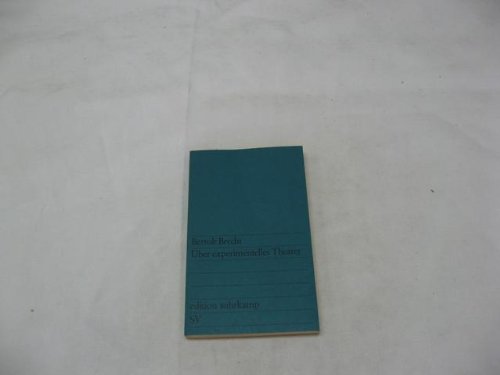 Bertolt Brecht
Über experimentelles Theater
edition suhrkamp
SV